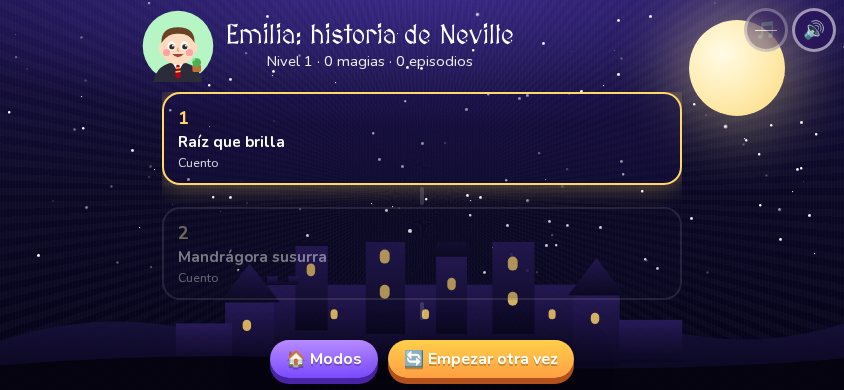 Emilia: historia de Neville
Nivel 1 · 0 magias · 0 episodios
1
Raíz que brilla
Cuento
2
Mandrágora susurra
Cuento
Modos
Empezar otra vez